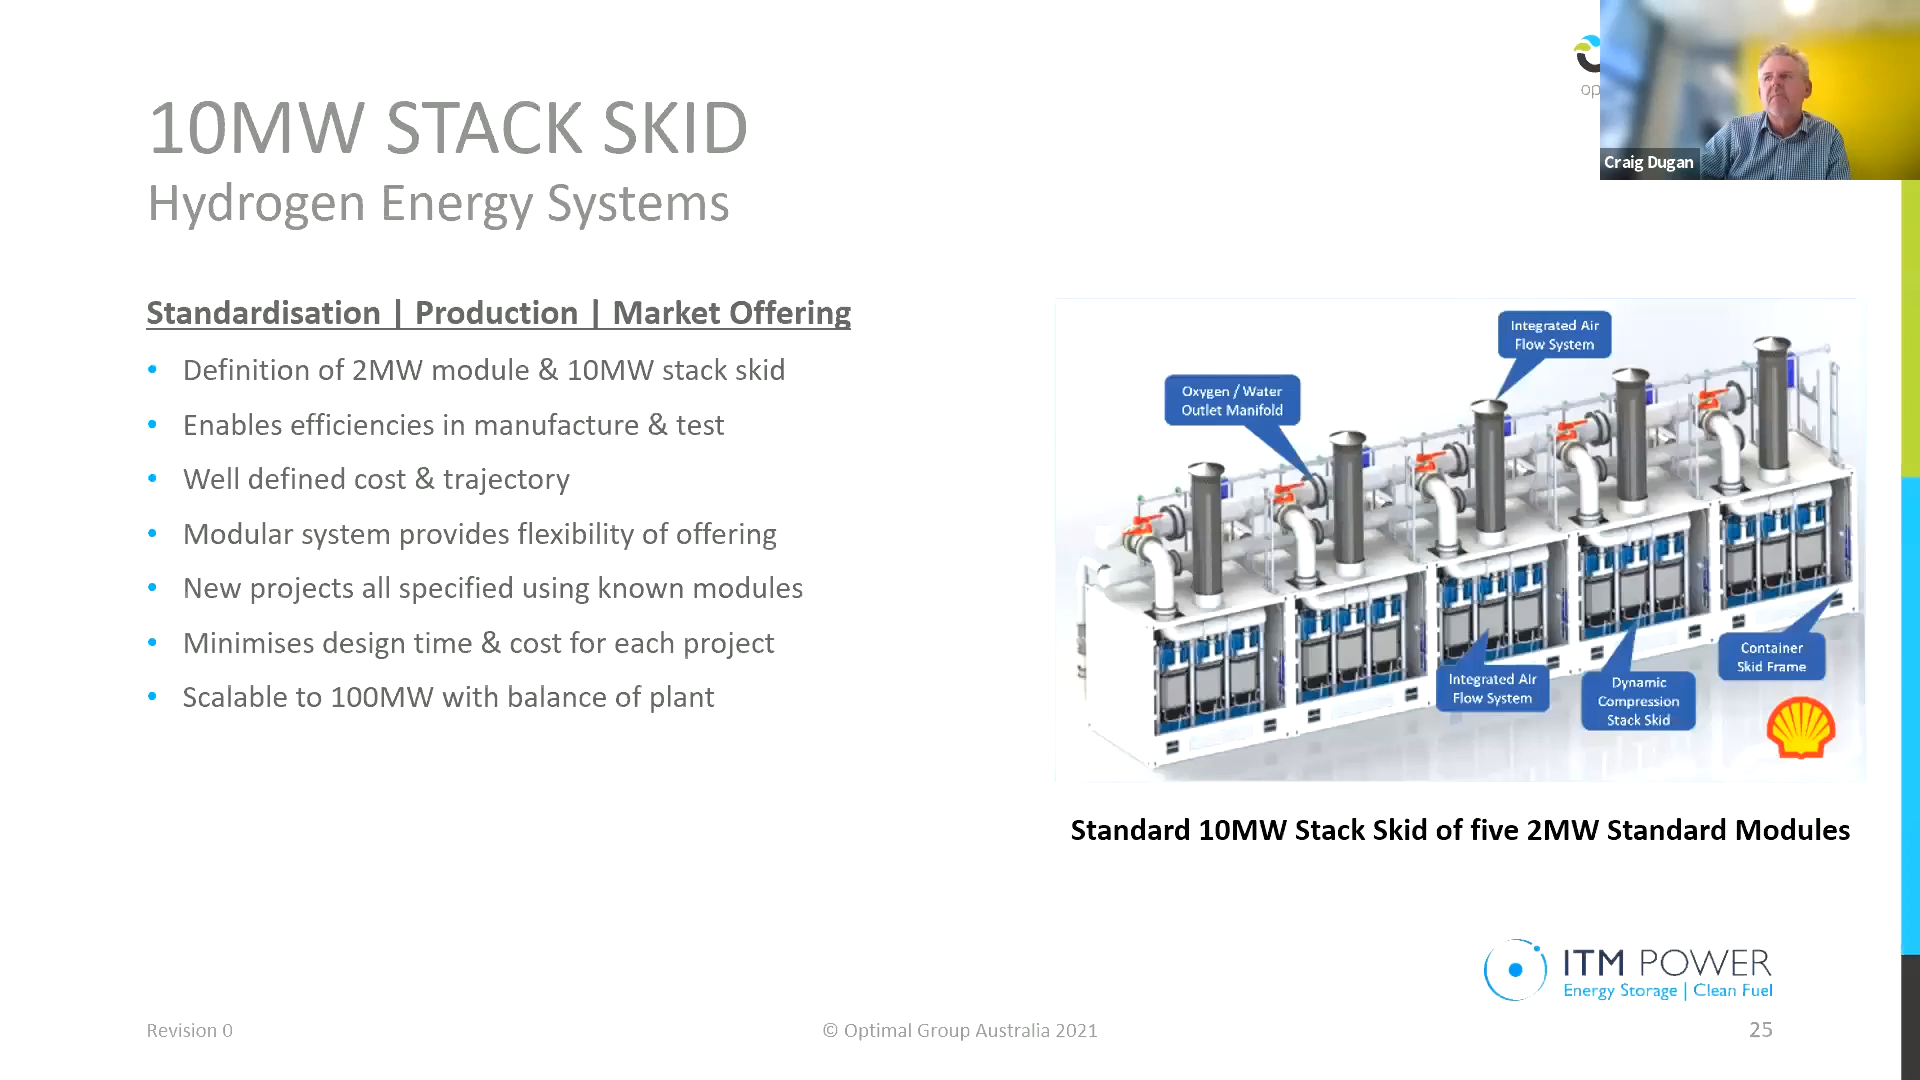 10MW STACK SKID
Hydrogen Energy Systems
Craig Dugan
Standardisation | Production | Market Offering
• Definition of 2MW module & 10MW stack skid
• Enables efficiencies in manufacture & test
• Well defined cost & trajectory
• Modular system provides flexibility of offering
• New projects all specified using known modules
• Minimises design time & cost for each project
• Scalable to 100MW with balance of plant
Integrated Air
Flow System
Oxygen / Water
Outlet Manifold
Integrated Air
Flow System
Dynamic
Compression
Stack Skid
Container
Skid Frame
Standard 10MW Stack Skid of five 2MW Standard Modules
ITM POWER
Energy Storage | Clean Fuel
Revision 0
© Optimal Group Australia 2021
25